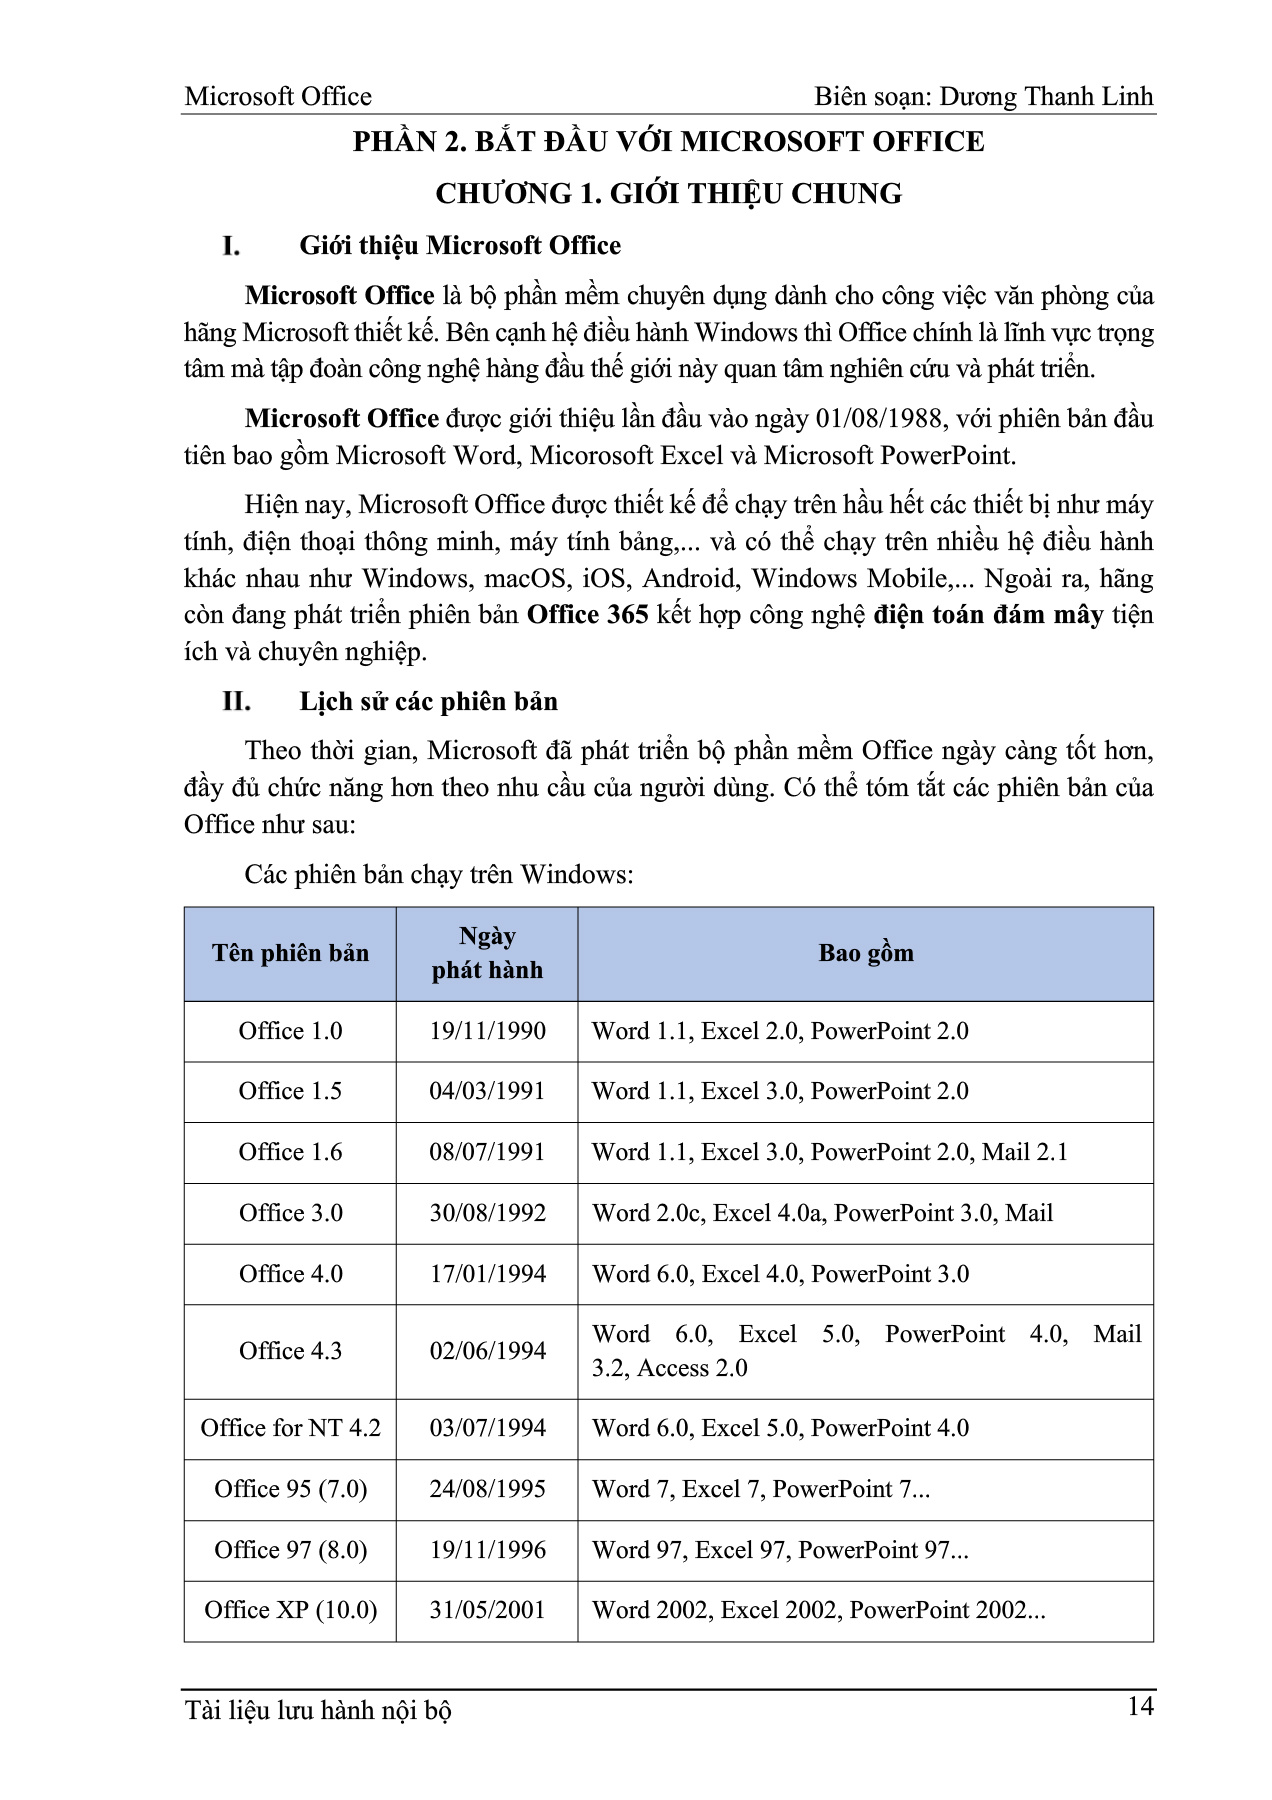 Microsoft Office Biên soạn: Dương Thanh Linh
PHẦN 2. BẮT ĐẦU VỚI MICROSOFT OFFICE
CHƯƠNG 1. GIỚI THIỆU CHUNG
I. Giới thiệu Microsoft Office
Microsoft Office là bộ phần mềm chuyên dụng dành cho công việc văn phòng của
hãng Microsoft thiết kế. Bên cạnh hệ điều hành Windows thì Office chính là lĩnh vực trọng
tâm mà tập đoàn công nghệ hàng đầu thế giới này quan tâm nghiên cứu và phát triển.
Microsoft Office được giới thiệu lần đầu vào ngày 01/08/1988, với phiên bản đầu
tiên bao gồm Microsoft Word, Micorosoft Excel và Microsoft PowerPoint.
Hiện nay, Microsoft Office được thiết kế để chạy trên hầu hết các thiết bị như máy
tính, điện thoại thông minh, máy tính bảng,... và có thể chạy trên nhiều hệ điều hành
khác nhau như Windows, macOS, iOS, Android, Windows Mobile,... Ngoài ra, hãng
còn đang phát triển phiên bản Office 365 kết hợp công nghệ điện toán đám mây tiện
ích và chuyên nghiệp.
II. Lịch sử các phiên bản
Theo thời gian, Microsoft đã phát triển bộ phần mềm Office ngày càng tốt hơn,
đầy đủ chức năng hơn theo nhu cầu của người dùng. Có thể tóm tắt các phiên bản của
Office như sau:
Các phiên bản chạy trên Windows:
Tên phiên bản
Ngày
phát hành
Bao gồm
Office 1.0 19/11/1990 Word 1.1, Excel 2.0, PowerPoint 2.0
Office 1.5 04/03/1991 Word 1.1, Excel 3.0, PowerPoint 2.0
Office 1.6 08/07/1991 Word 1.1, Excel 3.0, PowerPoint 2.0, Mail 2.1
Office 3.0 30/08/1992 Word 2.0c, Excel 4.0a, PowerPoint 3.0, Mail
Office 4.0 17/01/1994 Word 6.0, Excel 4.0, PowerPoint 3.0
Office 4.3 02/06/1994 Word 6.0, Excel 5.0, PowerPoint 4.0, Mail
3.2, Access 2.0
Office for NT 4.2 03/07/1994 Word 6.0, Excel 5.0, PowerPoint 4.0
Office 95 (7.0) 24/08/1995 Word 7, Excel 7, PowerPoint 7...
Office 97 (8.0) 19/11/1996 Word 97, Excel 97, PowerPoint 97...
Office XP (10.0) 31/05/2001 Word 2002, Excel 2002, PowerPoint 2002...
Tài liệu lưu hành nội bộ 14